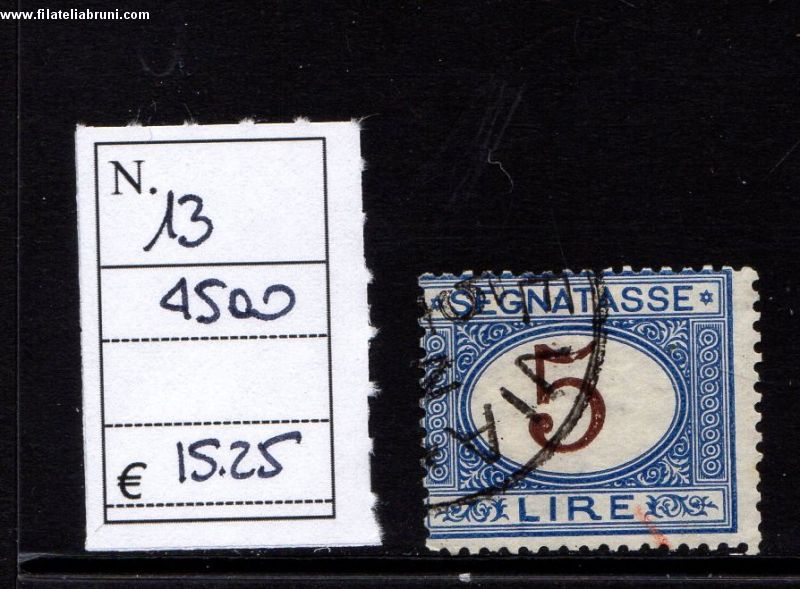 www.filateliabruni.com
N.
13
4500
€ 15.25
SEGNATASSE
5
LIRE